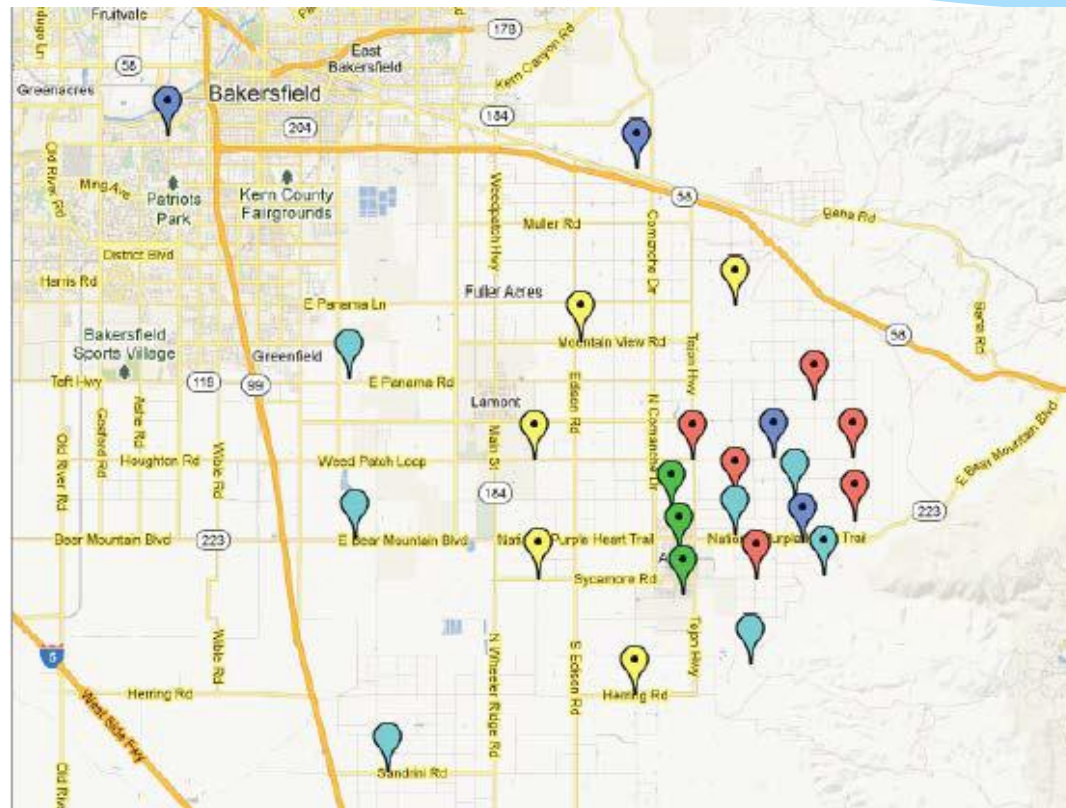 Fruitvale
178
East
Bakersfield
Kern Canyon Rd
58
Greenacres
Bakersfield
184
204
Old River Rd
Ming Ave
Patriots
Park
Kern County
Fairgrounds
Weedpatch Hwy
Comanche Dr
58
Bena Rd
Muller Rd
District Blvd
Harris Rd
E Panama Ln
Fuller Acres
Bena Rd
Bakersfield
Sports Village
Greenfield
Mountain View Rd
Tejon Hwy
58
Taft Hwy
119
99
E Panama Rd
Edison Rd
Lamont
N Comanche Dr
E Bear Mountain Blvd
Old River Rd
Gosford Rd
Ashe Rd
Houghton Rd
Wible Rd
Weed Patch Loop
Main St
184
223
Bear Mountain Blvd
223
E Bear Mountain Blvd
Purple Heart Trail
Trail
Sycamore Rd
5
Wible Rd
N Wheeler Ridge Rd
S Edison Rd
Tejon Hwy
Herring Rd
Herring Rd
West Side Fwy
Sandrini Rd